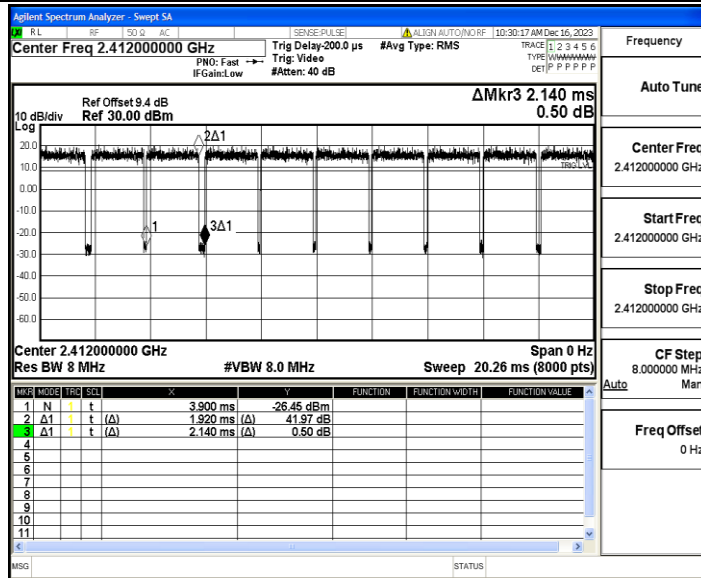 Agilent Spectrum Analyzer - Swept SA
RL RF 50 Ω AC SENSE:PULSE ALIGN AUTO/NO RF 10:30:17 AM Dec 16, 2023
Center Freq 2.412000000 GHz
Trig Delay-200.0 µs #Avg Type: RMS TRACE 1 2 3 4 5 6
PNO: Fast Trig: Video TYPE WWWWWW
IFGain:Low #Atten: 40 dB DET P P P P P P
Frequency
Auto Tune
Center Freq
2.412000000 GHz
Start Freq
2.412000000 GHz
Stop Freq
2.412000000 GHz
CF Step
8.000000 MHz
Auto Man
Freq Offset
0 Hz
ΔMkr3 2.140 ms
0.50 dB
Ref Offset 9.4 dB
10 dB/div Ref 30.00 dBm
Log
20.0
10.0
0.00
-10.0
-20.0
-30.0
-40.0
-50.0
-60.0
2Δ1
TRIG LVL
1
3Δ1
Center 2.412000000 GHz Span 0 Hz
Res BW 8 MHz #VBW 8.0 MHz Sweep 20.26 ms (8000 pts)
MKR MODE TRC SCL X Y FUNCTION FUNCTION WIDTH FUNCTION VALUE
1 N 1 t 3.900 ms -26.45 dBm
2 Δ1 1 t (Δ) 1.920 ms (Δ) 41.97 dB
3 Δ1 1 t (Δ) 2.140 ms (Δ) 0.50 dB
4
5
6
7
8
9
10
11
MSG STATUS